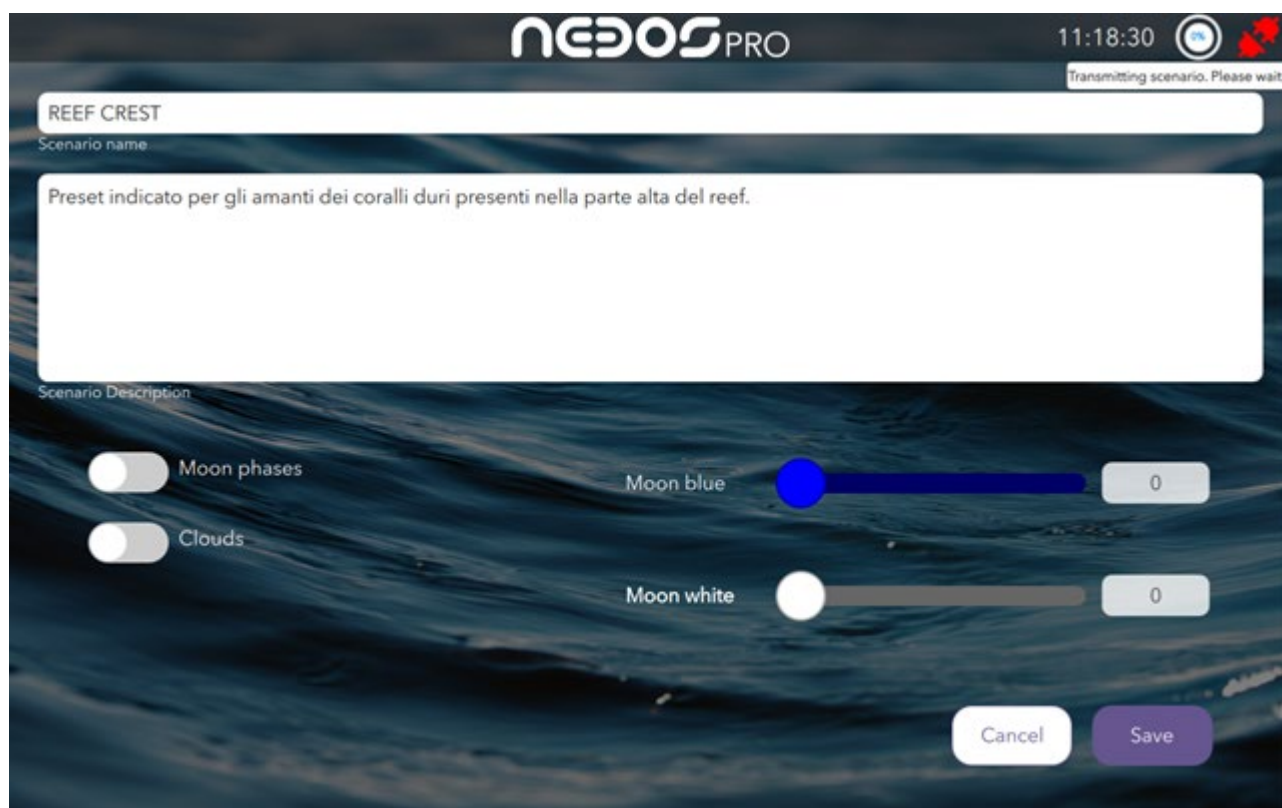 NEDOS PRO
11:18:30
0%
Transmitting scenario. Please wait
REEF CREST
Scenario name
Preset indicato per gli amanti dei coralli duri presenti nella parte alta del reef.
Scenario Description
Moon phases
Moon blue
0
Clouds
Moon white
0
Cancel
Save